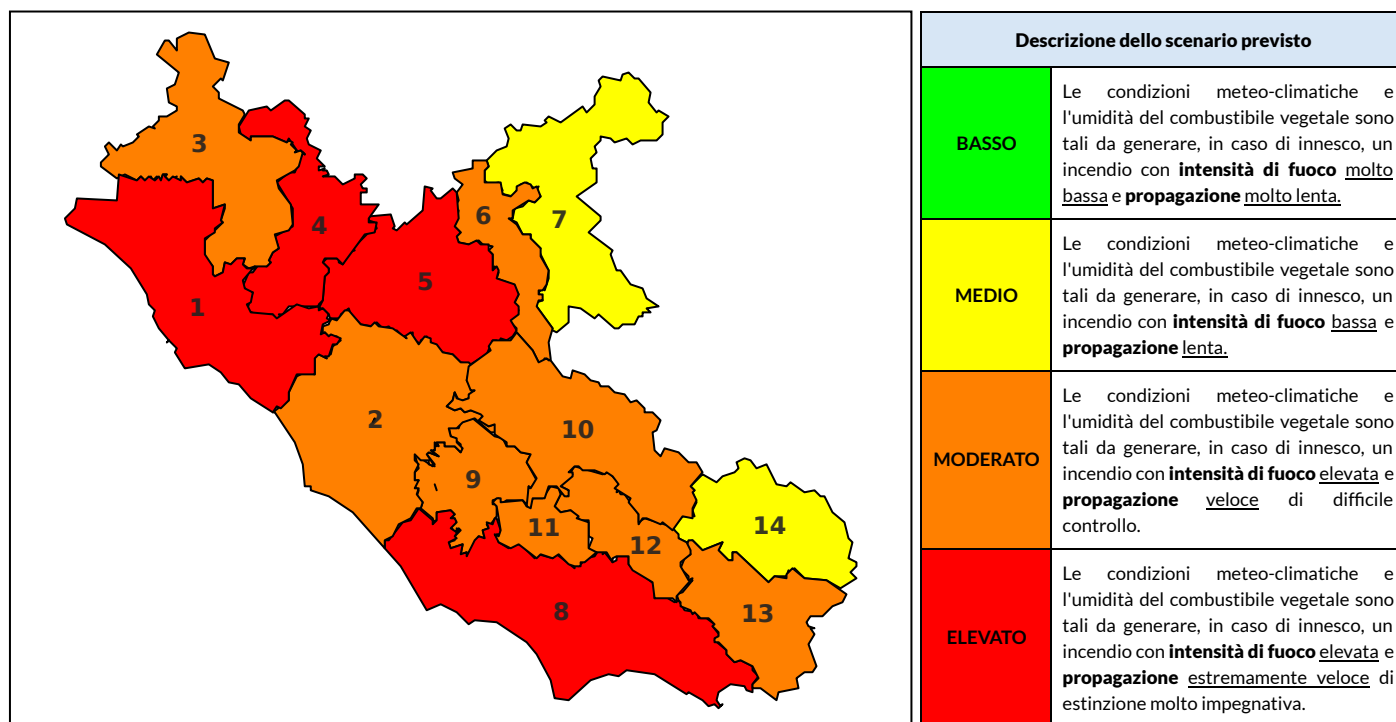 3
6
7
4
5
1
2
10
9
14
11
12
8
13
Descrizione dello scenario previsto
BASSO
Le condizioni meteo-climatiche e
l'umidità del combustibile vegetale sono
tali da generare, in caso di innesco, un
incendio con intensità di fuoco molto
bassa e propagazione molto lenta.
MEDIO
Le condizioni meteo-climatiche e
l'umidità del combustibile vegetale sono
tali da generare, in caso di innesco, un
incendio con intensità di fuoco bassa e
propagazione lenta.
MODERATO
Le condizioni meteo-climatiche e
l'umidità del combustibile vegetale sono
tali da generare, in caso di innesco, un
incendio con intensità di fuoco elevata e
propagazione veloce di difficile
controllo.
ELEVATO
Le condizioni meteo-climatiche e
l'umidità del combustibile vegetale sono
tali da generare, in caso di innesco, un
incendio con intensità di fuoco elevata e
propagazione estremamente veloce di
estinzione molto impegnativa.